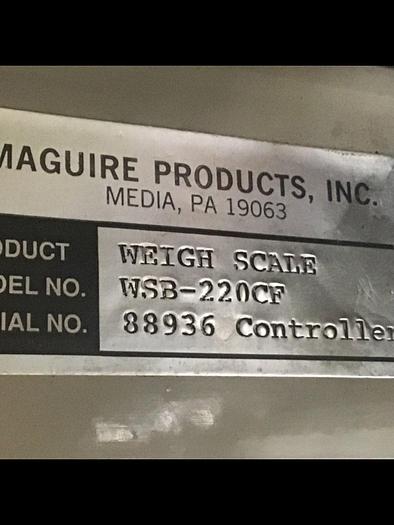 MAGUIRE PRODUCTS, INC.
MEDIA, PA 19063
ODUCT WEIGH SCALE
DEL NO. WSB-220CF
IAL NO. 88936 Controller